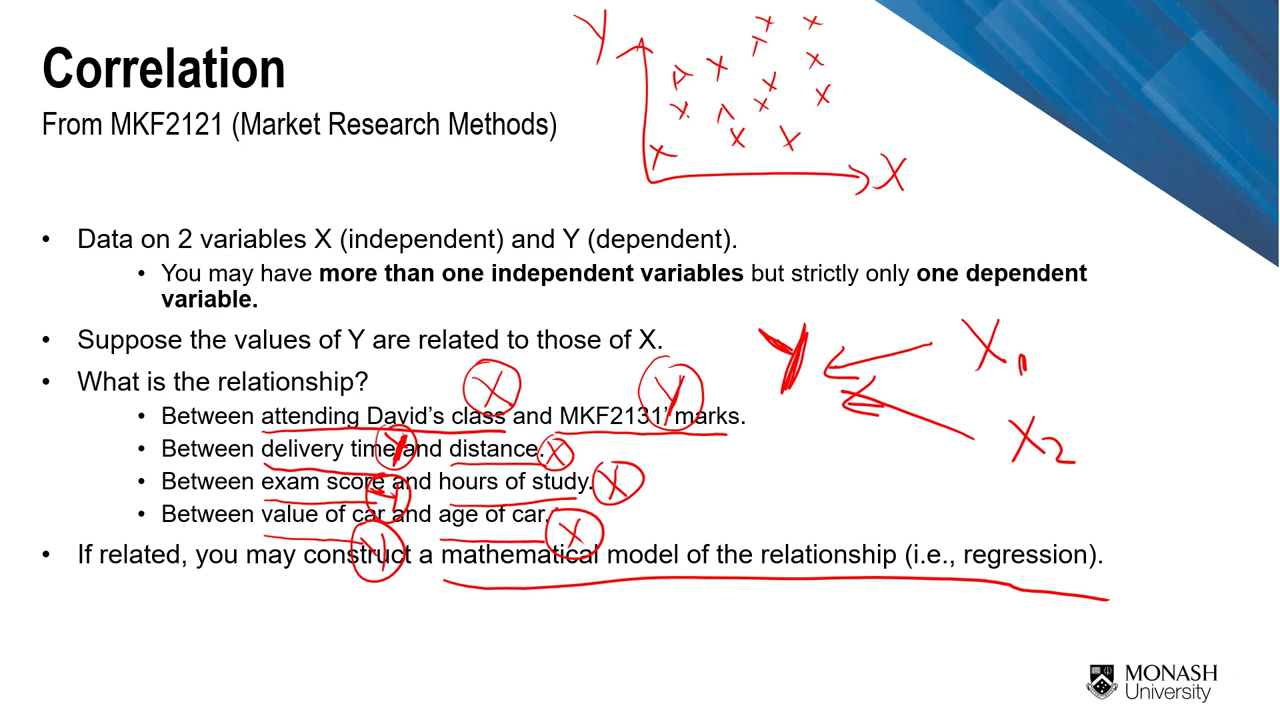 Correlation
From MKF2121 (Market Research Methods)
Y
X
• Data on 2 variables X (independent) and Y (dependent).
• You may have more than one independent variables but strictly only one dependent
variable.
• Suppose the values of Y are related to those of X.
Y
X1
X2
• What is the relationship?
X
Y
• Between attending David's class and MKF2131' marks.
• Between delivery time and distance.
Y
X
• Between exam score and hours of study.
Y
X
• Between value of car and age of car.
Y
X
• If related, you may construct a mathematical model of the relationship (i.e., regression).
MONASH
University